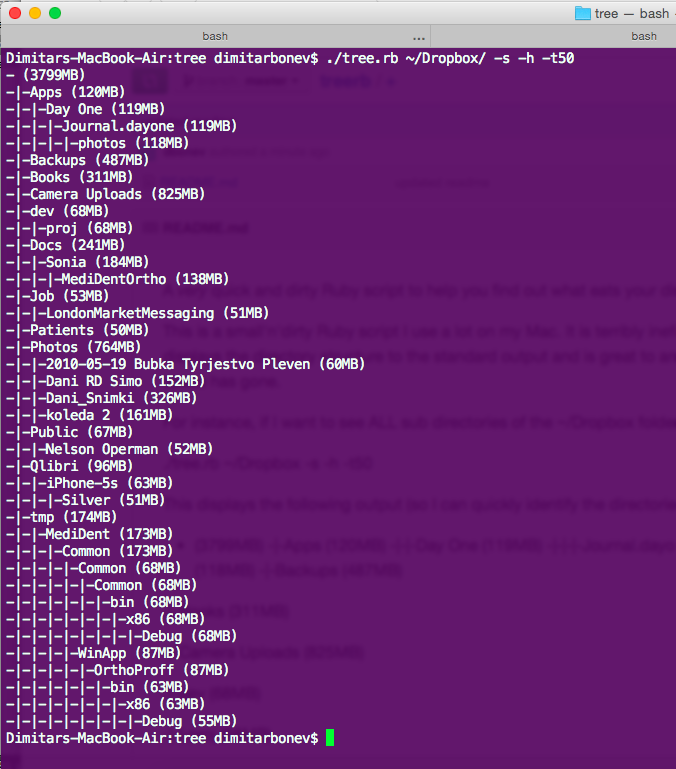 tree — bash
bash
...
bash
Dimitars-MacBook-Air:tree dimitarbonev$ ./tree.rb ~/Dropbox/ -s -h -t50
- (3799MB)
-|-Apps (120MB)
-|-|-Day One (119MB)
-|-|-|-Journal.dayone (119MB)
-|-|-|-|-photos (118MB)
-|-Backups (487MB)
-|-Books (311MB)
-|-Camera Uploads (825MB)
-|-dev (68MB)
-|-|-proj (68MB)
-|-Docs (241MB)
-|-|-Sonia (184MB)
-|-|-|-MediDentOrtho (138MB)
-|-Job (53MB)
-|-|-LondonMarketMessaging (51MB)
-|-Patients (50MB)
-|-Photos (764MB)
-|-|-2010-05-19 Bubka Tyrjestvo Pleven (60MB)
-|-|-Dani RD Simo (152MB)
-|-|-Dani_Snimki (326MB)
-|-|-koleda 2 (161MB)
-|-Public (67MB)
-|-|-Nelson Operman (52MB)
-|-Qlibri (96MB)
-|-|-iPhone-5s (63MB)
-|-|-|-Silver (51MB)
-|-tmp (174MB)
-|-|-MediDent (173MB)
-|-|-|-Common (173MB)
-|-|-|-|-Common (68MB)
-|-|-|-|-|-Common (68MB)
-|-|-|-|-|-|-bin (68MB)
-|-|-|-|-|-|-|-x86 (68MB)
-|-|-|-|-|-|-|-|-Debug (68MB)
-|-|-|-|-WinApp (87MB)
-|-|-|-|-|-OrthoProff (87MB)
-|-|-|-|-|-|-bin (63MB)
-|-|-|-|-|-|-|-x86 (63MB)
-|-|-|-|-|-|-|-|-Debug (55MB)
Dimitars-MacBook-Air:tree dimitarbonev$